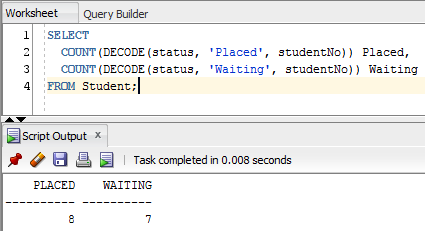 Worksheet Query Builder
1 SELECT
2 COUNT(DECODE(status, 'Placed', studentNo)) Placed,
3 COUNT(DECODE(status, 'Waiting', studentNo)) Waiting
4 FROM Student;
Script Output x
Task completed in 0.008 seconds
PLACED WAITING
---------- ----------
8 7